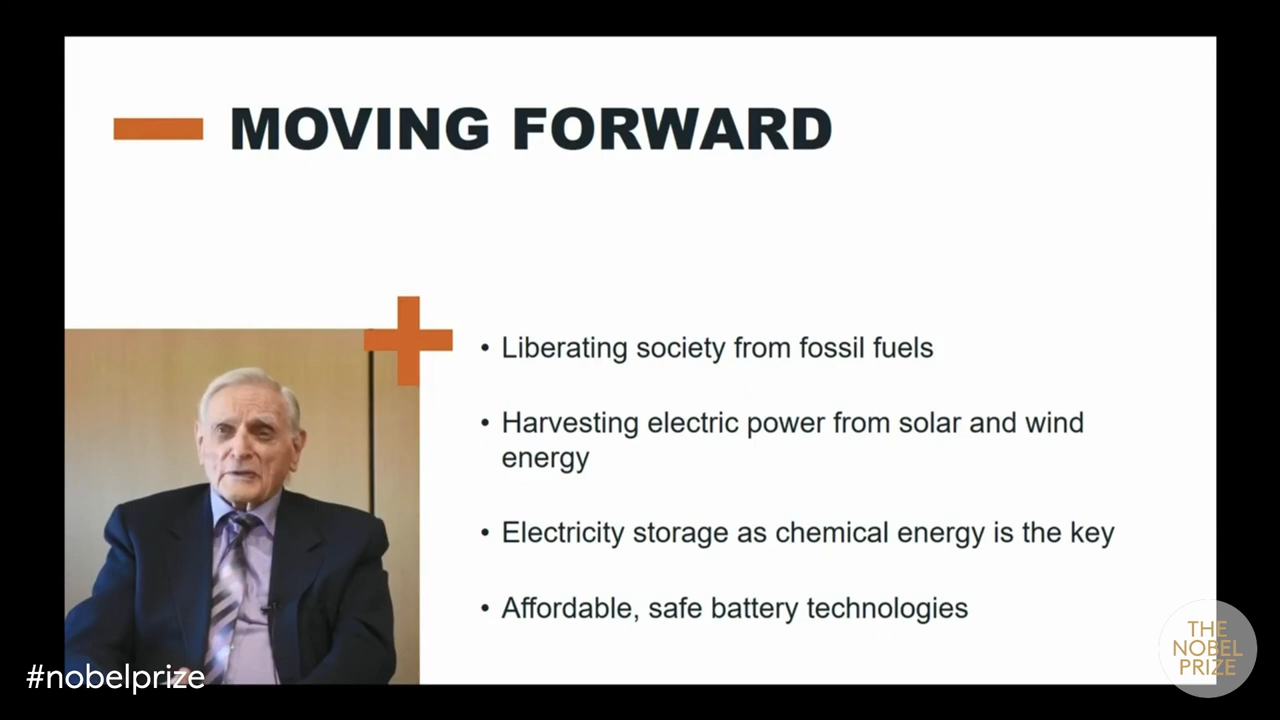 MOVING FORWARD
• Liberating society from fossil fuels
• Harvesting electric power from solar and wind
energy
• Electricity storage as chemical energy is the key
• Affordable, safe battery technologies
#nobelprize
THE
NOBEL
PRIZE